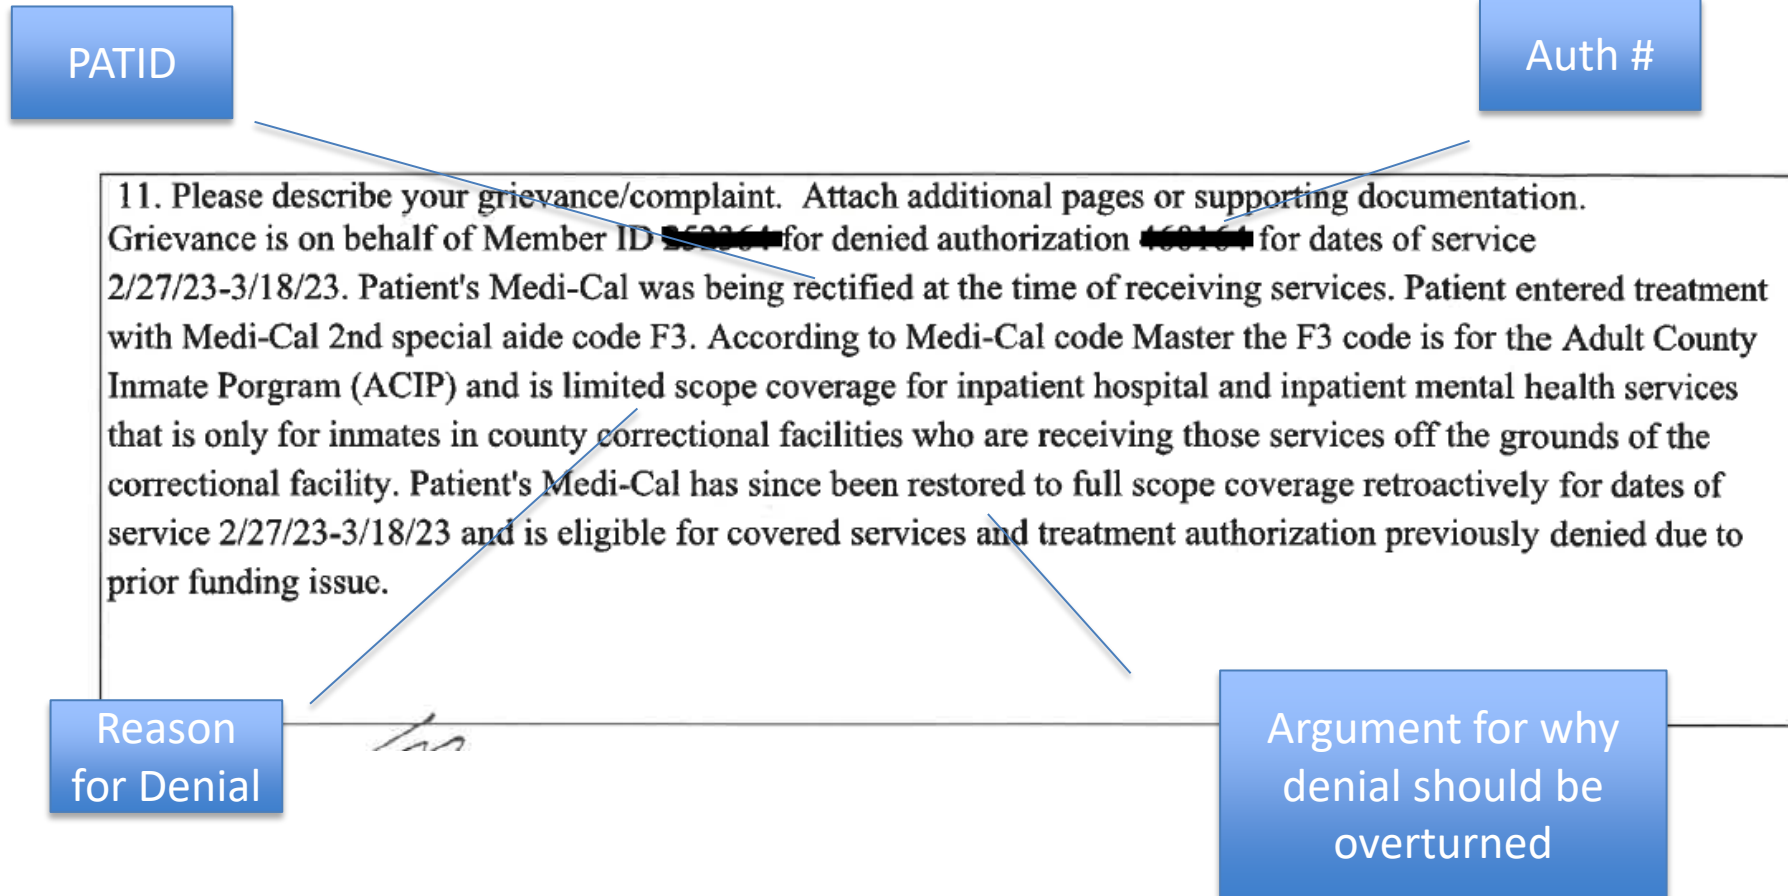 PATID
Auth #
11. Please describe your grievance/complaint. Attach additional pages or supporting documentation.
Grievance is on behalf of Member ID for denied authorization for dates of service
2/27/23-3/18/23. Patient's Medi-Cal was being rectified at the time of receiving services. Patient entered treatment
with Medi-Cal 2nd special aide code F3. According to Medi-Cal code Master the F3 code is for the Adult County
Inmate Porgram (ACIP) and is limited scope coverage for inpatient hospital and inpatient mental health services
that is only for inmates in county correctional facilities who are receiving those services off the grounds of the
correctional facility. Patient's Medi-Cal has since been restored to full scope coverage retroactively for dates of
service 2/27/23-3/18/23 and is eligible for covered services and treatment authorization previously denied due to
prior funding issue.
Reason
for Denial
Argument for why
denial should be
overturned